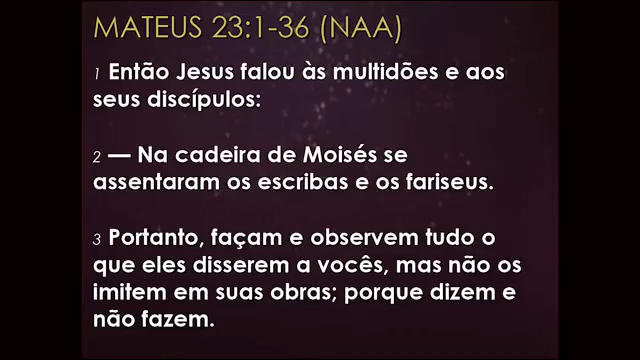 MATEUS 23:1-36 (NAA)
1 Então Jesus falou às multidões e aos
seus discípulos:
2 — Na cadeira de Moisés se
assentaram os escribas e os fariseus.
3 Portanto, façam e observem tudo o
que eles disserem a vocês, mas não os
imitem em suas obras; porque dizem e
não fazem.